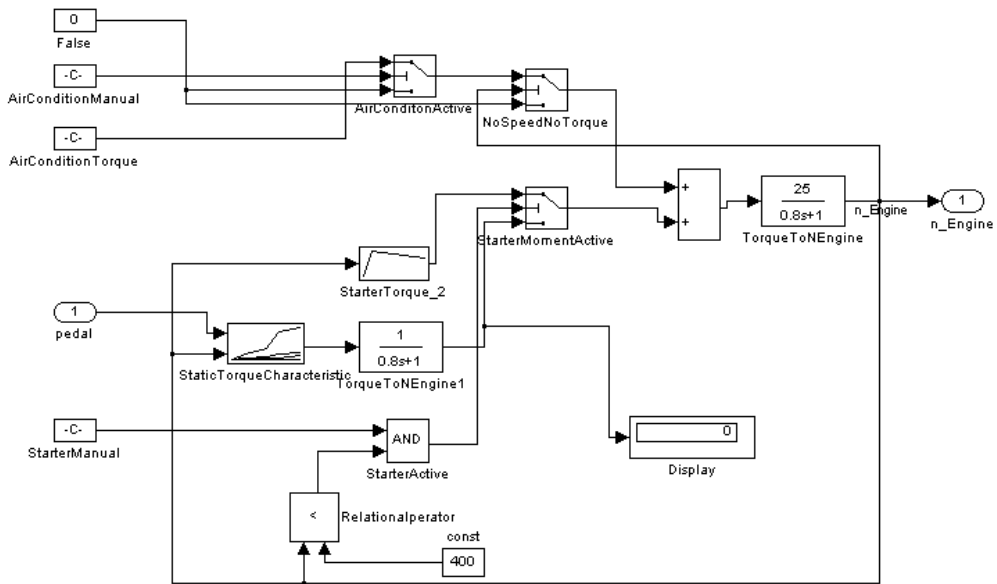 0
False
-C-
AirConditionManual
AirConditonActive
NoSpeedNoTorque
-C-
AirConditionTorque
+
+
25
0.8s+1
TorqueToNEngine
n_Engine
1
n_Engine
StarterMomentActive
StarterTorque_2
1
pedal
StaticTorqueCharacteristic
1
0.8s+1
TorqueToNEngine1
-C-
StarterManual
AND
StarterActive
0
Display
<
Relationalperator
const
400